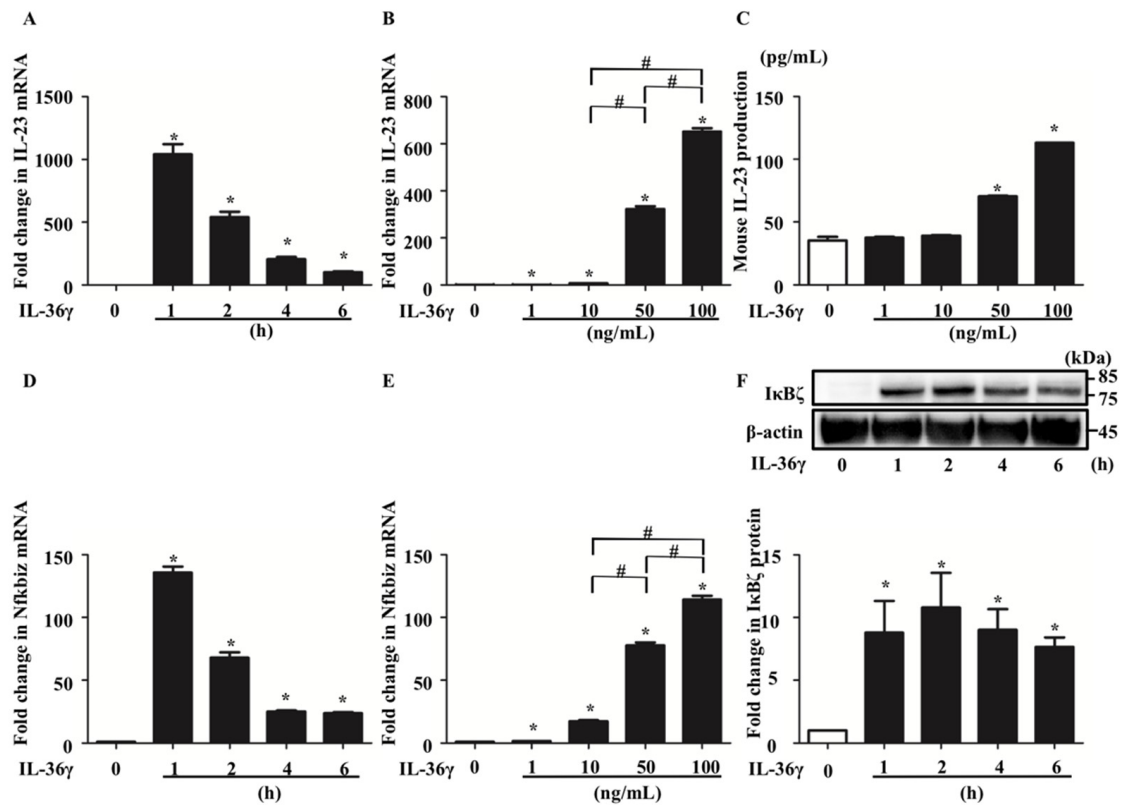 A
Fold change in IL-23 mRNA
1500
1000
500
0
*
*
*
*
IL-36γ 0 1 2 4 6
(h)
B
Fold change in IL-23 mRNA
800
600
400
200
0
#
# #
* * * *
IL-36γ 0 1 10 50 100
(ng/mL)
C
(pg/mL)
Mouse IL-23 production
150
100
50
0
* *
IL-36γ 0 1 10 50 100
(ng/mL)
D
Fold change in Nfkbiz mRNA
150
100
50
0
* * * *
IL-36γ 0 1 2 4 6
(h)
E
Fold change in Nfkbiz mRNA
150
100
50
0
#
# #
* * * *
IL-36γ 0 1 10 50 100
(ng/mL)
F
(kDa)
IκBζ 85
75
β-actin 45
IL-36γ 0 1 2 4 6 (h)
Fold change in IκBζ protein
15
10
5
0
* * * *
IL-36γ 0 1 2 4 6
(h)